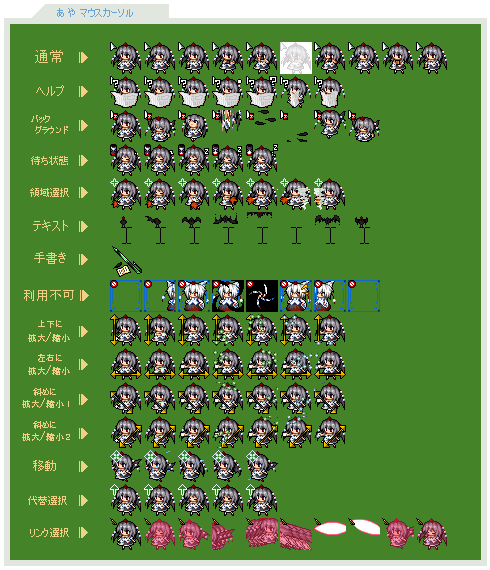 あや マウスカーソル
通常
ヘルプ
バック
グラウンド
待ち状態
領域選択
テキスト
手書き
利用不可
上下に
拡大/縮小
左右に
拡大/縮小
斜めに
拡大/縮小1
斜めに
拡大/縮小2
移動
代替選択
リンク選択